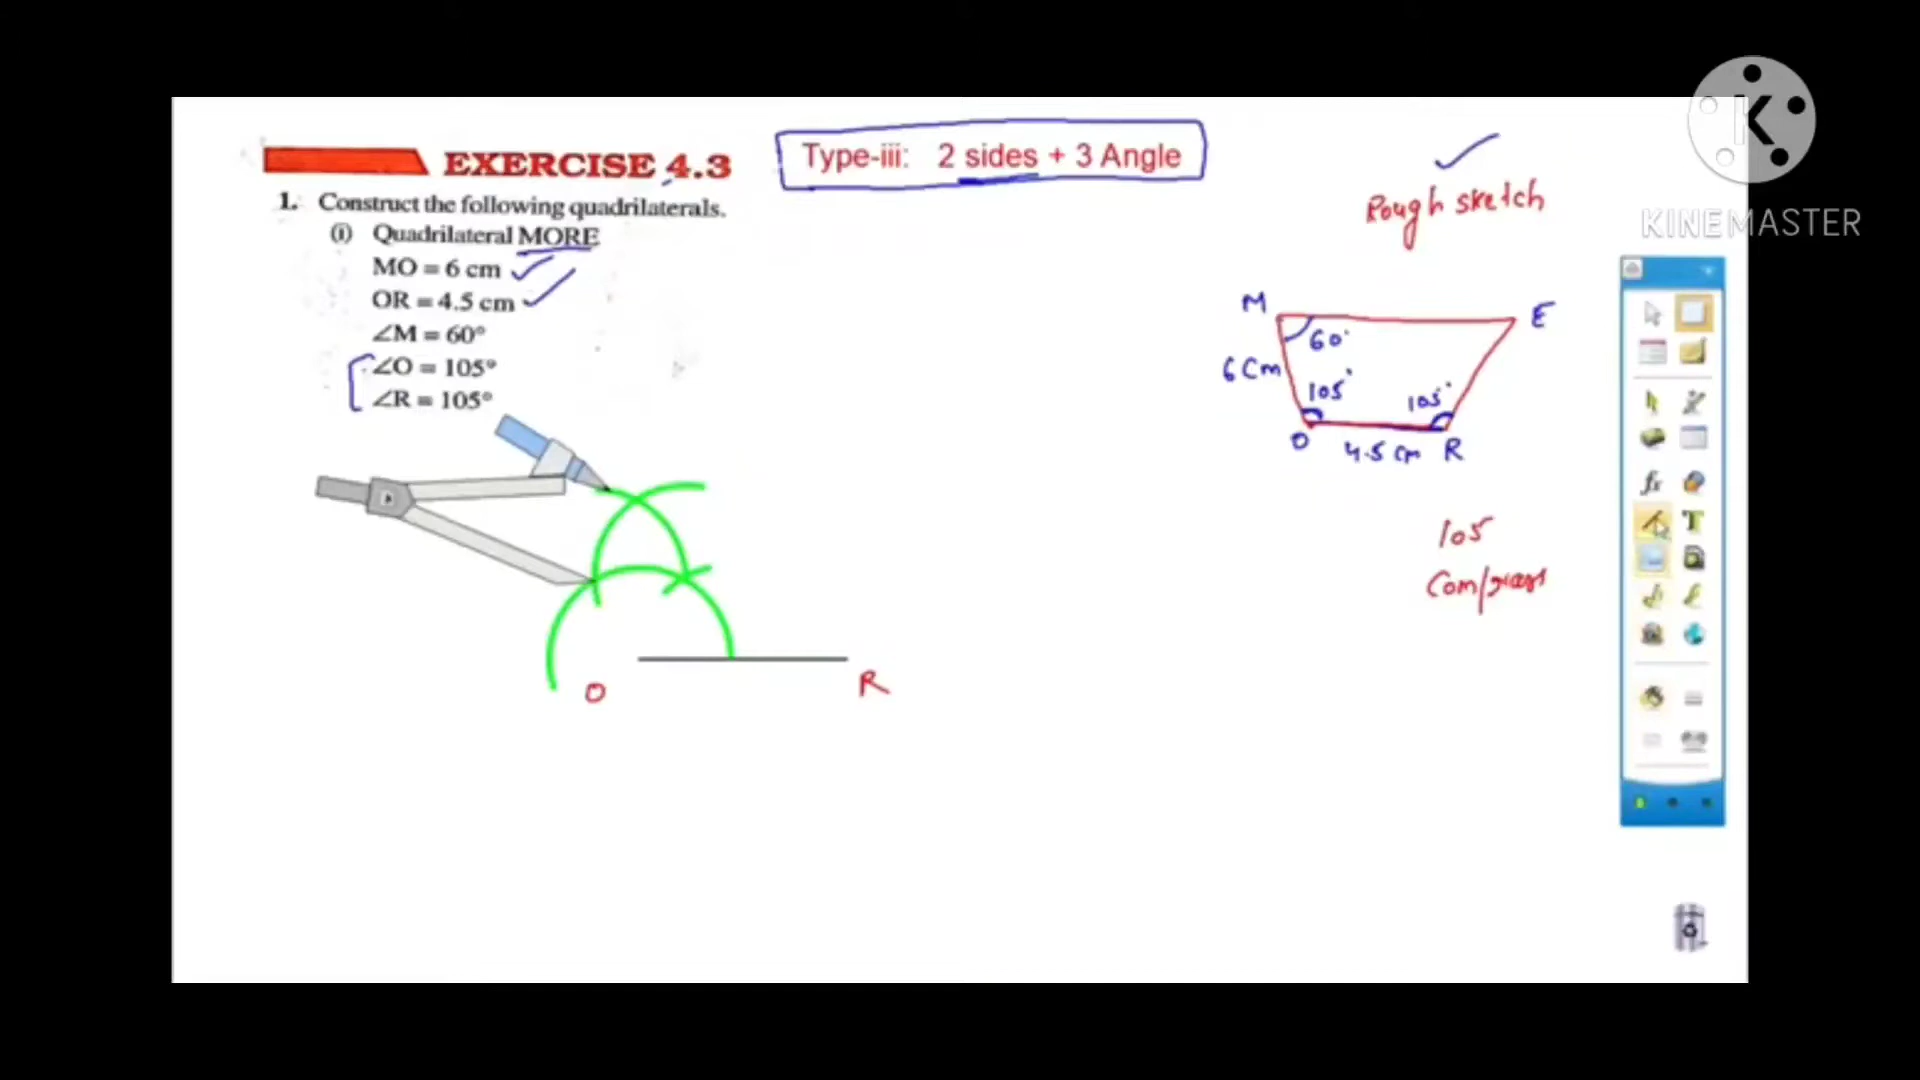 EXERCISE 4.3
Type-iii: 2 sides + 3 Angle
1. Construct the following quadrilaterals.
(i) Quadrilateral MORE
MO = 6 cm
OR = 4.5 cm
∠M = 60°
∠O = 105°
∠R = 105°
Rough sketch
K
KINEMASTER
M
E
60°
6 Cm
105°
105°
O
4.5 cm
R
105
O
R
fx
T